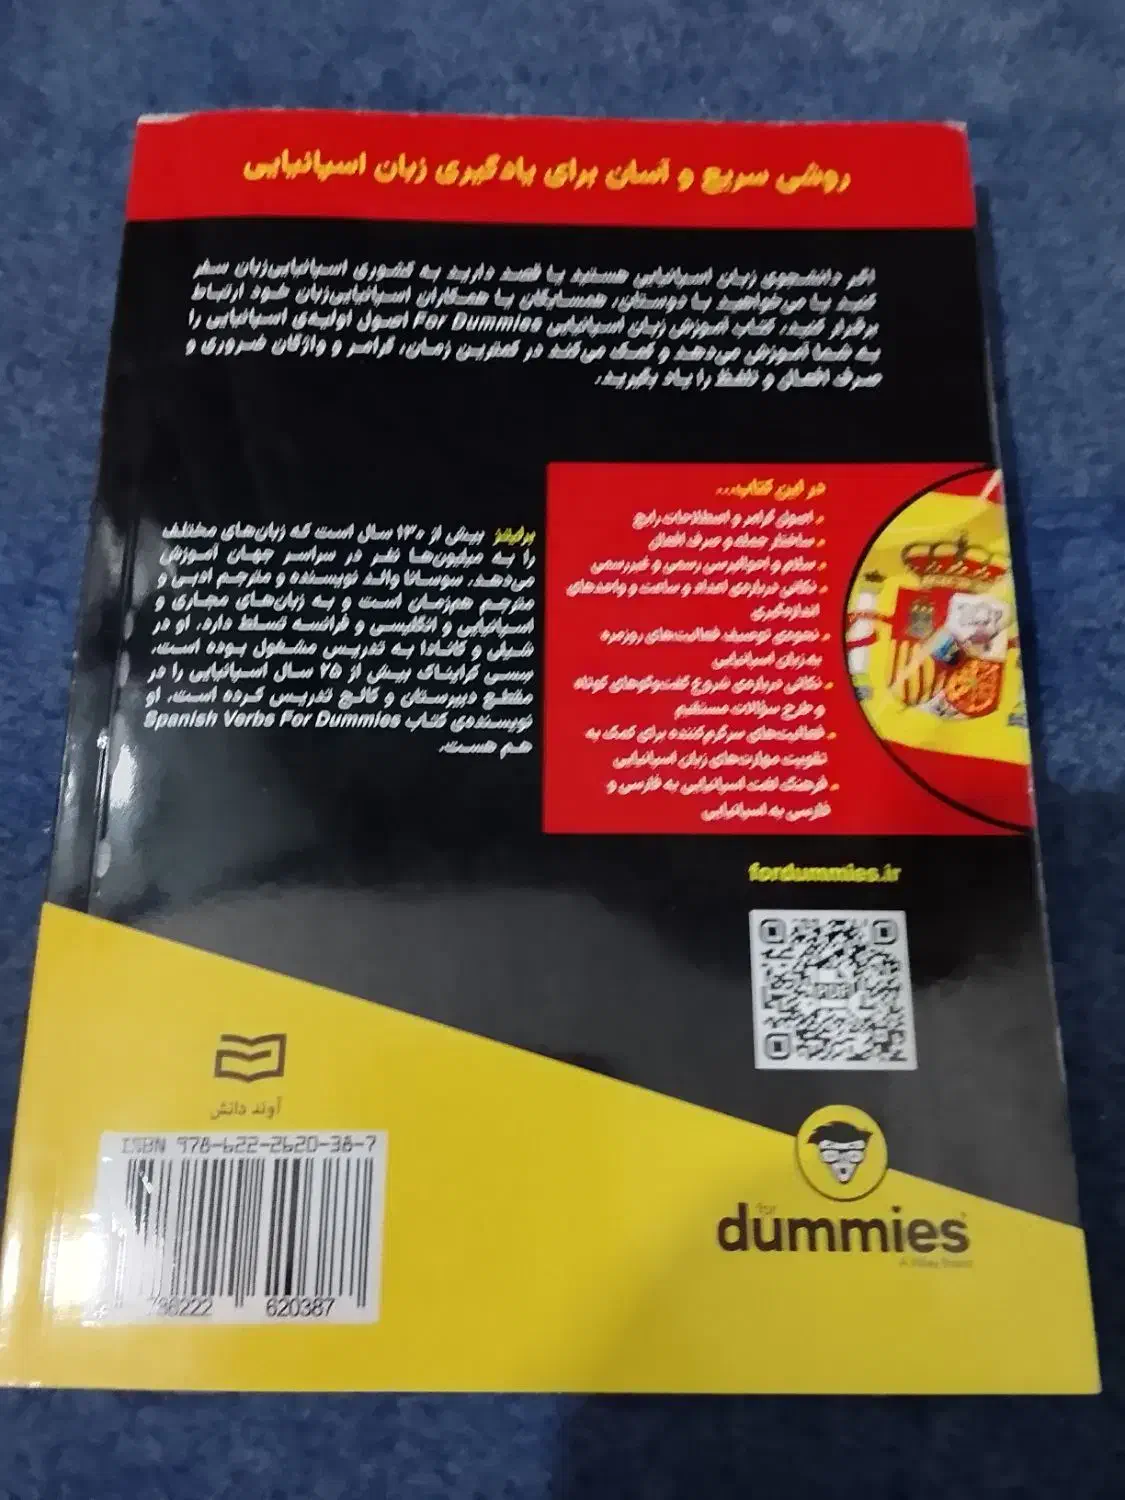 روشی سریع و آسان برای یادگیری زبان اسپانیایی
اگر دانشجوی زبان اسپانیایی هستید یا قصد دارید به کشوری اسپانیایی‌زبان سفر
کنید یا می‌خواهید با دوستان، همسایگان یا همکاران اسپانیایی‌زبان خود ارتباط
برقرار کنید، کتاب آموزش زبان اسپانیایی For Dummies اصول اولیه‌ی اسپانیایی را
به شما آموزش می‌دهد و کمک می‌کند در کمترین زمان، گرامر و واژگان ضروری و
صرف افعال و تلفظ را یاد بگیرید.
در این کتاب...
• اصول گرامر و اصطلاحات رایج
• ساختار جمله و صرف افعال
• سلام و احوالپرسی رسمی و غیررسمی
• نکاتی درباره‌ی اعداد و ساعت و واحدهای
اندازه‌گیری
• نحوه‌ی توصیف فعالیت‌های روزمره
به زبان اسپانیایی
• نکاتی درباره‌ی شروع گفت‌وگوهای کوتاه
و طرح سؤالات مستقیم
• فعالیت‌های سرگرم‌کننده برای کمک به
تقویت مهارت‌های زبان اسپانیایی
• فرهنگ لغت اسپانیایی به فارسی و
فارسی به اسپانیایی
برلیتز بیش از ۱۳۰ سال است که زبان‌های مختلف
را به میلیون‌ها نفر در سراسر جهان آموزش
می‌دهد. سوسانا والد نویسنده و مترجم ادبی و
مترجم هم‌زمان است و به زبان‌های مجاری و
اسپانیایی و انگلیسی و فرانسه تسلط دارد. او در
شیلی و کانادا به تدریس مشغول بوده است.
سسی کرایناک بیش از ۲۵ سال اسپانیایی را در
مقطع دبیرستان و کالج تدریس کرده است. او
نویسنده‌ی کتاب Spanish Verbs For Dummies
هم هست.
fordummies.ir
آوند دانش
ISBN 978-622-2620-38-7
620387
for
dummies
A Wiley Brand